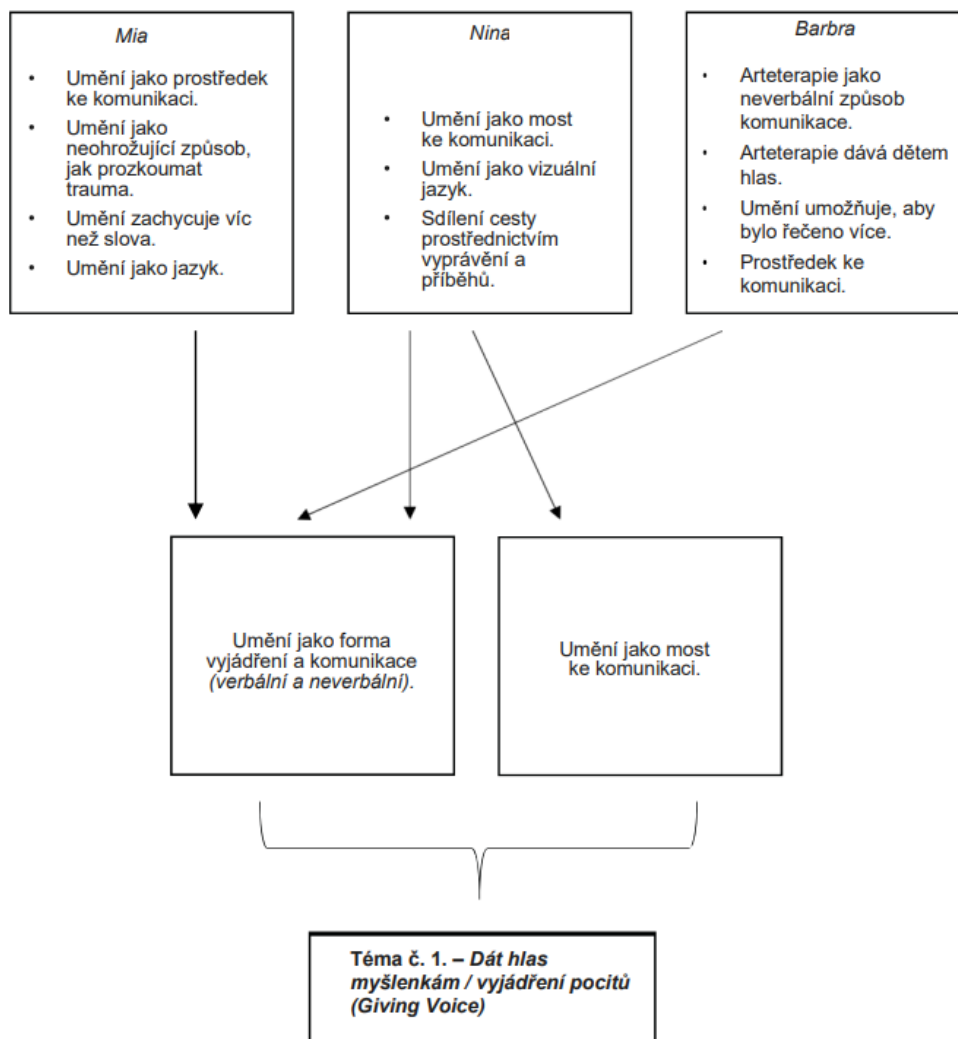 Mia
• Umění jako prostředek
ke komunikaci.
• Umění jako
neohrožující způsob,
jak prozkoumat
trauma.
• Umění zachycuje víc
než slova.
• Umění jako jazyk.
Nina
• Umění jako most
ke komunikaci.
• Umění jako vizuální
jazyk.
• Sdílení cesty
prostřednictvím
vyprávění a
příběhů.
Barbra
• Arteterapie jako
neverbální způsob
komunikace.
• Arteterapie dává dětem
hlas.
• Umění umožňuje, aby
bylo řečeno více.
• Prostředek ke
komunikaci.
Umění jako forma
vyjádření a komunikace
(verbální a neverbální).
Umění jako most
ke komunikaci.
Téma č. 1. – Dát hlas
myšlenkám / vyjádření pocitů
(Giving Voice)